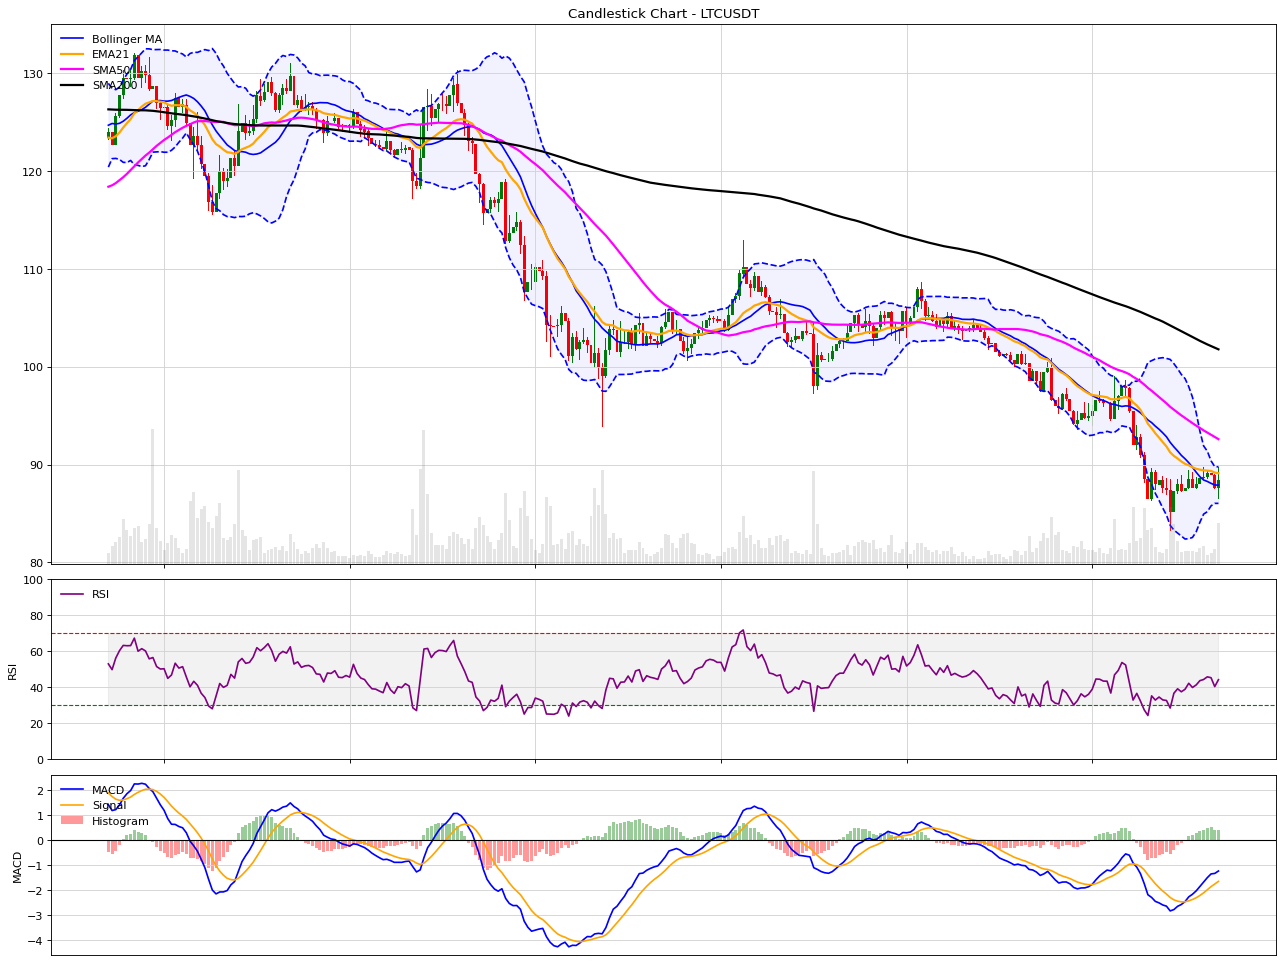 Candlestick Chart - LTCUSDT
Bollinger MA
EMA21
SMA50
SMA200
130
120
110
100
90
80
RSI
100
80
60
40
20
0
RSI
MACD
Signal
Histogram
2
1
0
−1
−2
−3
−4
MACD